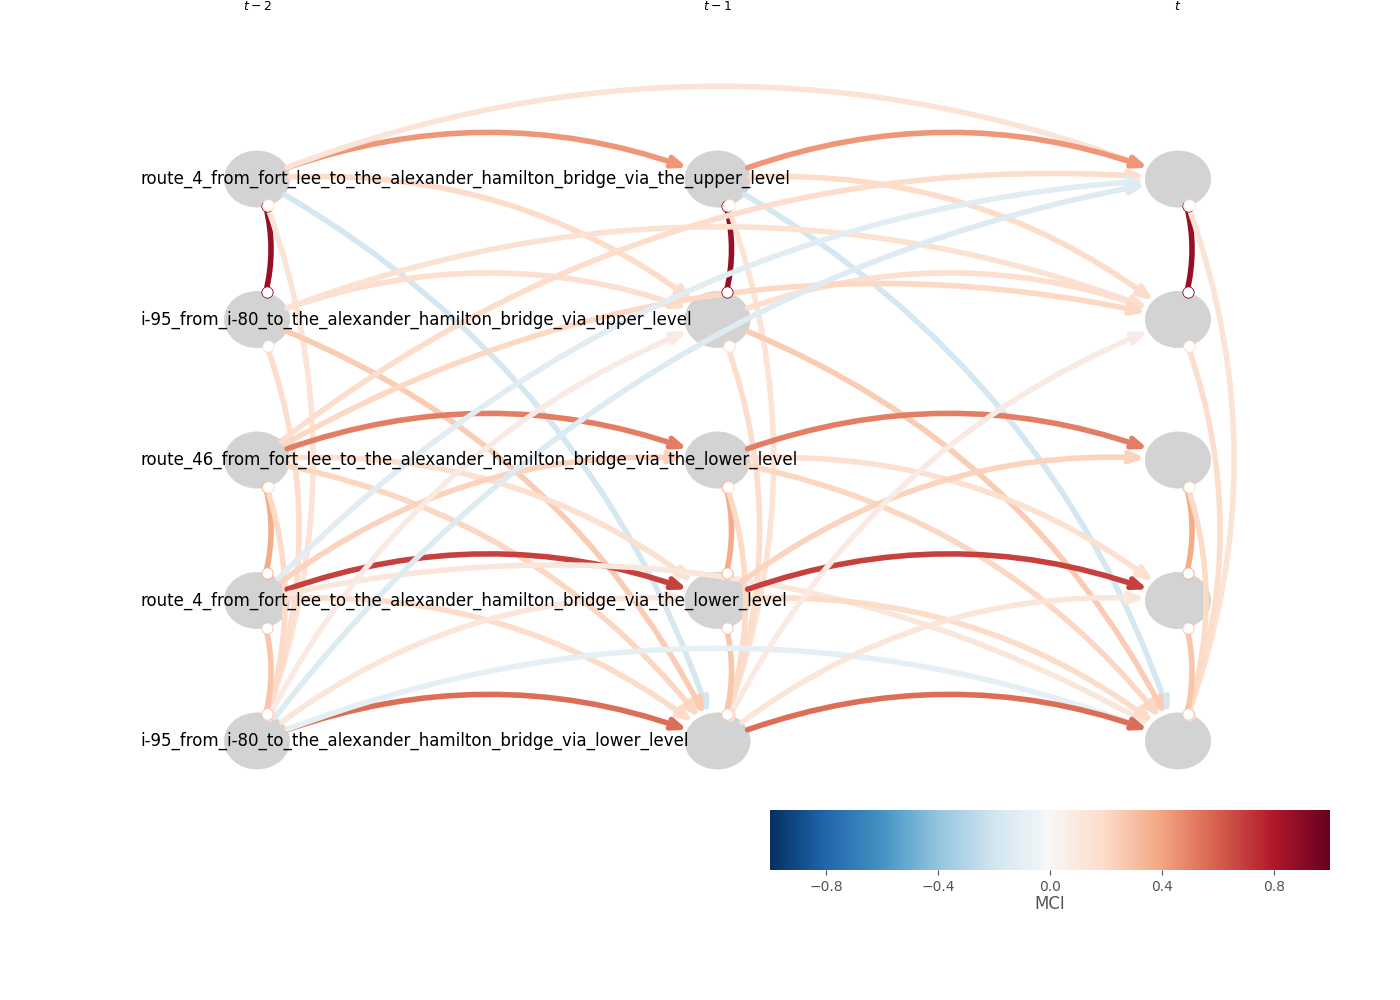 t − 2 t − 1 t
route_4_from_fort_lee_to_the_alexander_hamilton_bridge_via_the_upper_level
i-95_from_i-80_to_the_alexander_hamilton_bridge_via_upper_level
route_46_from_fort_lee_to_the_alexander_hamilton_bridge_via_the_lower_level
route_4_from_fort_lee_to_the_alexander_hamilton_bridge_via_the_lower_level
i-95_from_i-80_to_the_alexander_hamilton_bridge_via_lower_level
−0.8 −0.4 0.0 0.4 0.8
MCI